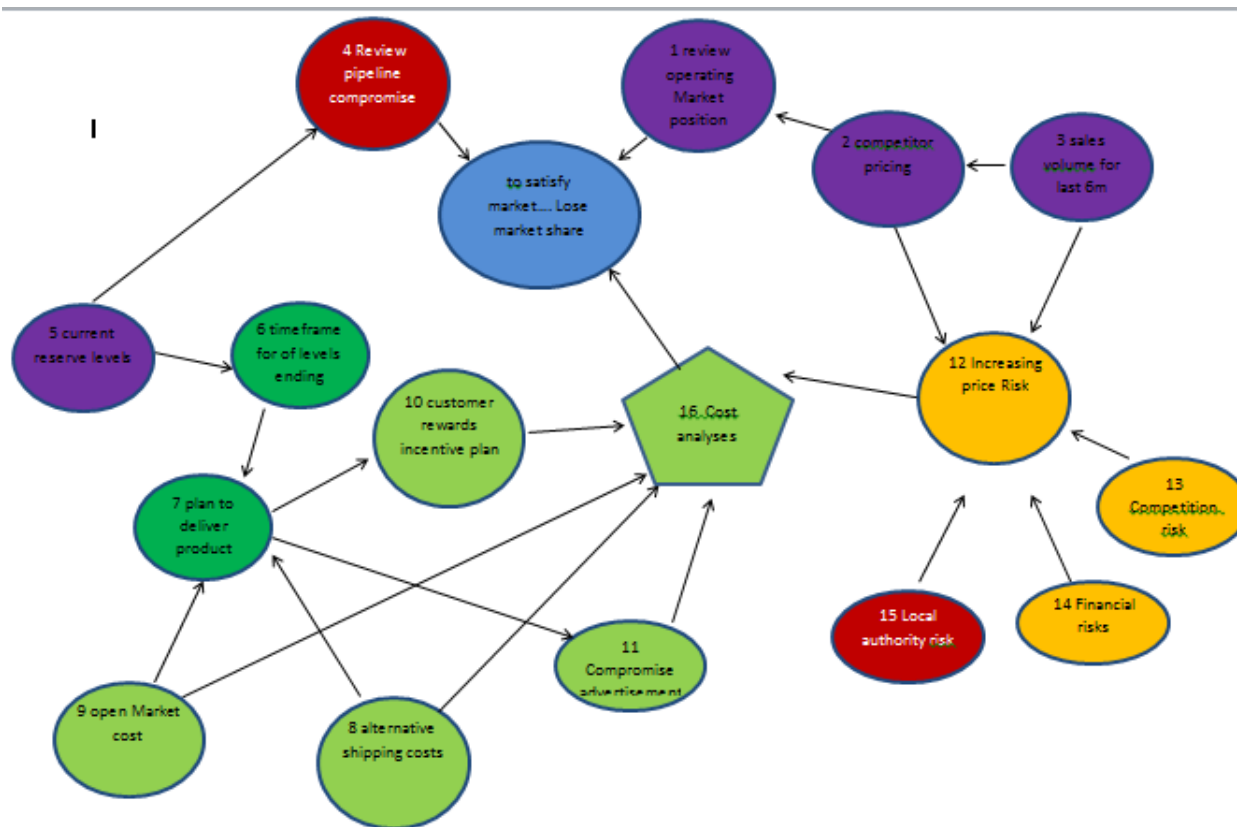 4 Review
pipeline
compromise
1 review
operating
Market
position
I
2 competitor
pricing
3 sales
volume for
last 6m
to satisfy
market.... Lose
market share
5 current
reserve levels
6 timeframe
for of levels
ending
10 customer
rewards
incentive plan
16. Cost
analyses
12 Increasing
price Risk
7 plan to
deliver
product
13
Competition
risk
15 Local
authority risk
14 Financial
risks
11
Compromise
advertisement
9 open Market
cost
8 alternative
shipping costs